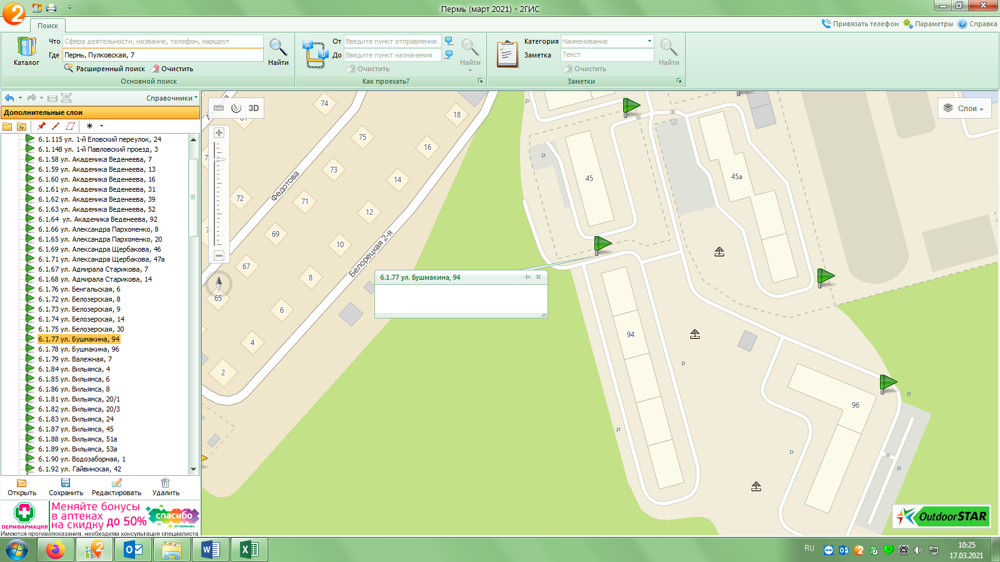 Пермь (март 2021) - 2ГИС
Поиск
Привязать телефон
Параметры
Справка
Каталог
Что
Сфера деятельности, название, телефон, маршрут
Где
Пермь, Пулковская, 7
Расширенный поиск
Очистить
Найти
Основной поиск
От
Введите пункт отправления
До
Введите пункт назначения
Очистить
Найти
Как проехать?
Категория
Наименование
Заметка
Текст
Очистить
Найти
Заметки
Справочники
Дополнительные слои
6.1.115 ул. 1-й Еловский переулок, 24
6.1.148 ул. 1-й Павловский проезд, 3
6.1.58 ул. Академика Веденеева, 7
6.1.59 ул. Академика Веденеева, 13
6.1.60 ул. Академика Веденеева, 16
6.1.61 ул. Академика Веденеева, 31
6.1.62 ул. Академика Веденеева, 39
6.1.63 ул. Академика Веденеева, 52
6.1.64 ул. Академика Веденеева, 92
6.1.66 ул. Александра Пархоменко, 8
6.1.65 ул. Александра Пархоменко, 20
6.1.69 ул. Александра Щербакова, 46
6.1.71 ул. Александра Щербакова, 47а
6.1.67 ул. Адмирала Старикова, 7
6.1.68 ул. Адмирала Старикова, 14
6.1.76 ул. Бенгальская, 6
6.1.72 ул. Белозерская, 8
6.1.73 ул. Белозерская, 9
6.1.74 ул. Белозерская, 14
6.1.75 ул. Белозерская, 30
6.1.77 ул. Бушмакина, 94
6.1.78 ул. Бушмакина, 96
6.1.79 ул. Валежная, 7
6.1.84 ул. Вильямса, 4
6.1.85 ул. Вильямса, 6
6.1.86 ул. Вильямса, 8
6.1.81 ул. Вильямса, 20/1
6.1.82 ул. Вильямса, 20/3
6.1.83 ул. Вильямса, 24
6.1.87 ул. Вильямса, 45
6.1.88 ул. Вильямса, 51а
6.1.89 ул. Вильямса, 53а
6.1.90 ул. Водозаборная, 1
6.1.92 ул. Гайвинская, 42
Открыть
Сохранить
Редактировать
Удалить
ПЕРМФАРМАЦИЯ
Меняйте бонусы
в аптеках
на скидку до 50%
спасибо
ОТ СБЕРБАНКА
Имеются противопоказания, необходима консультация специалиста
3D
Слои
74
81
18
75
16
73
14
72
71
12
69
10
67
8
65
6
4
2
Федотова
Белорецкая 2-я
45
45а
94
96
P
P
P
P
P
P
P
6.1.77 ул. Бушмакина, 94
OutdoorSTAR
RU
10:25
17.03.2021